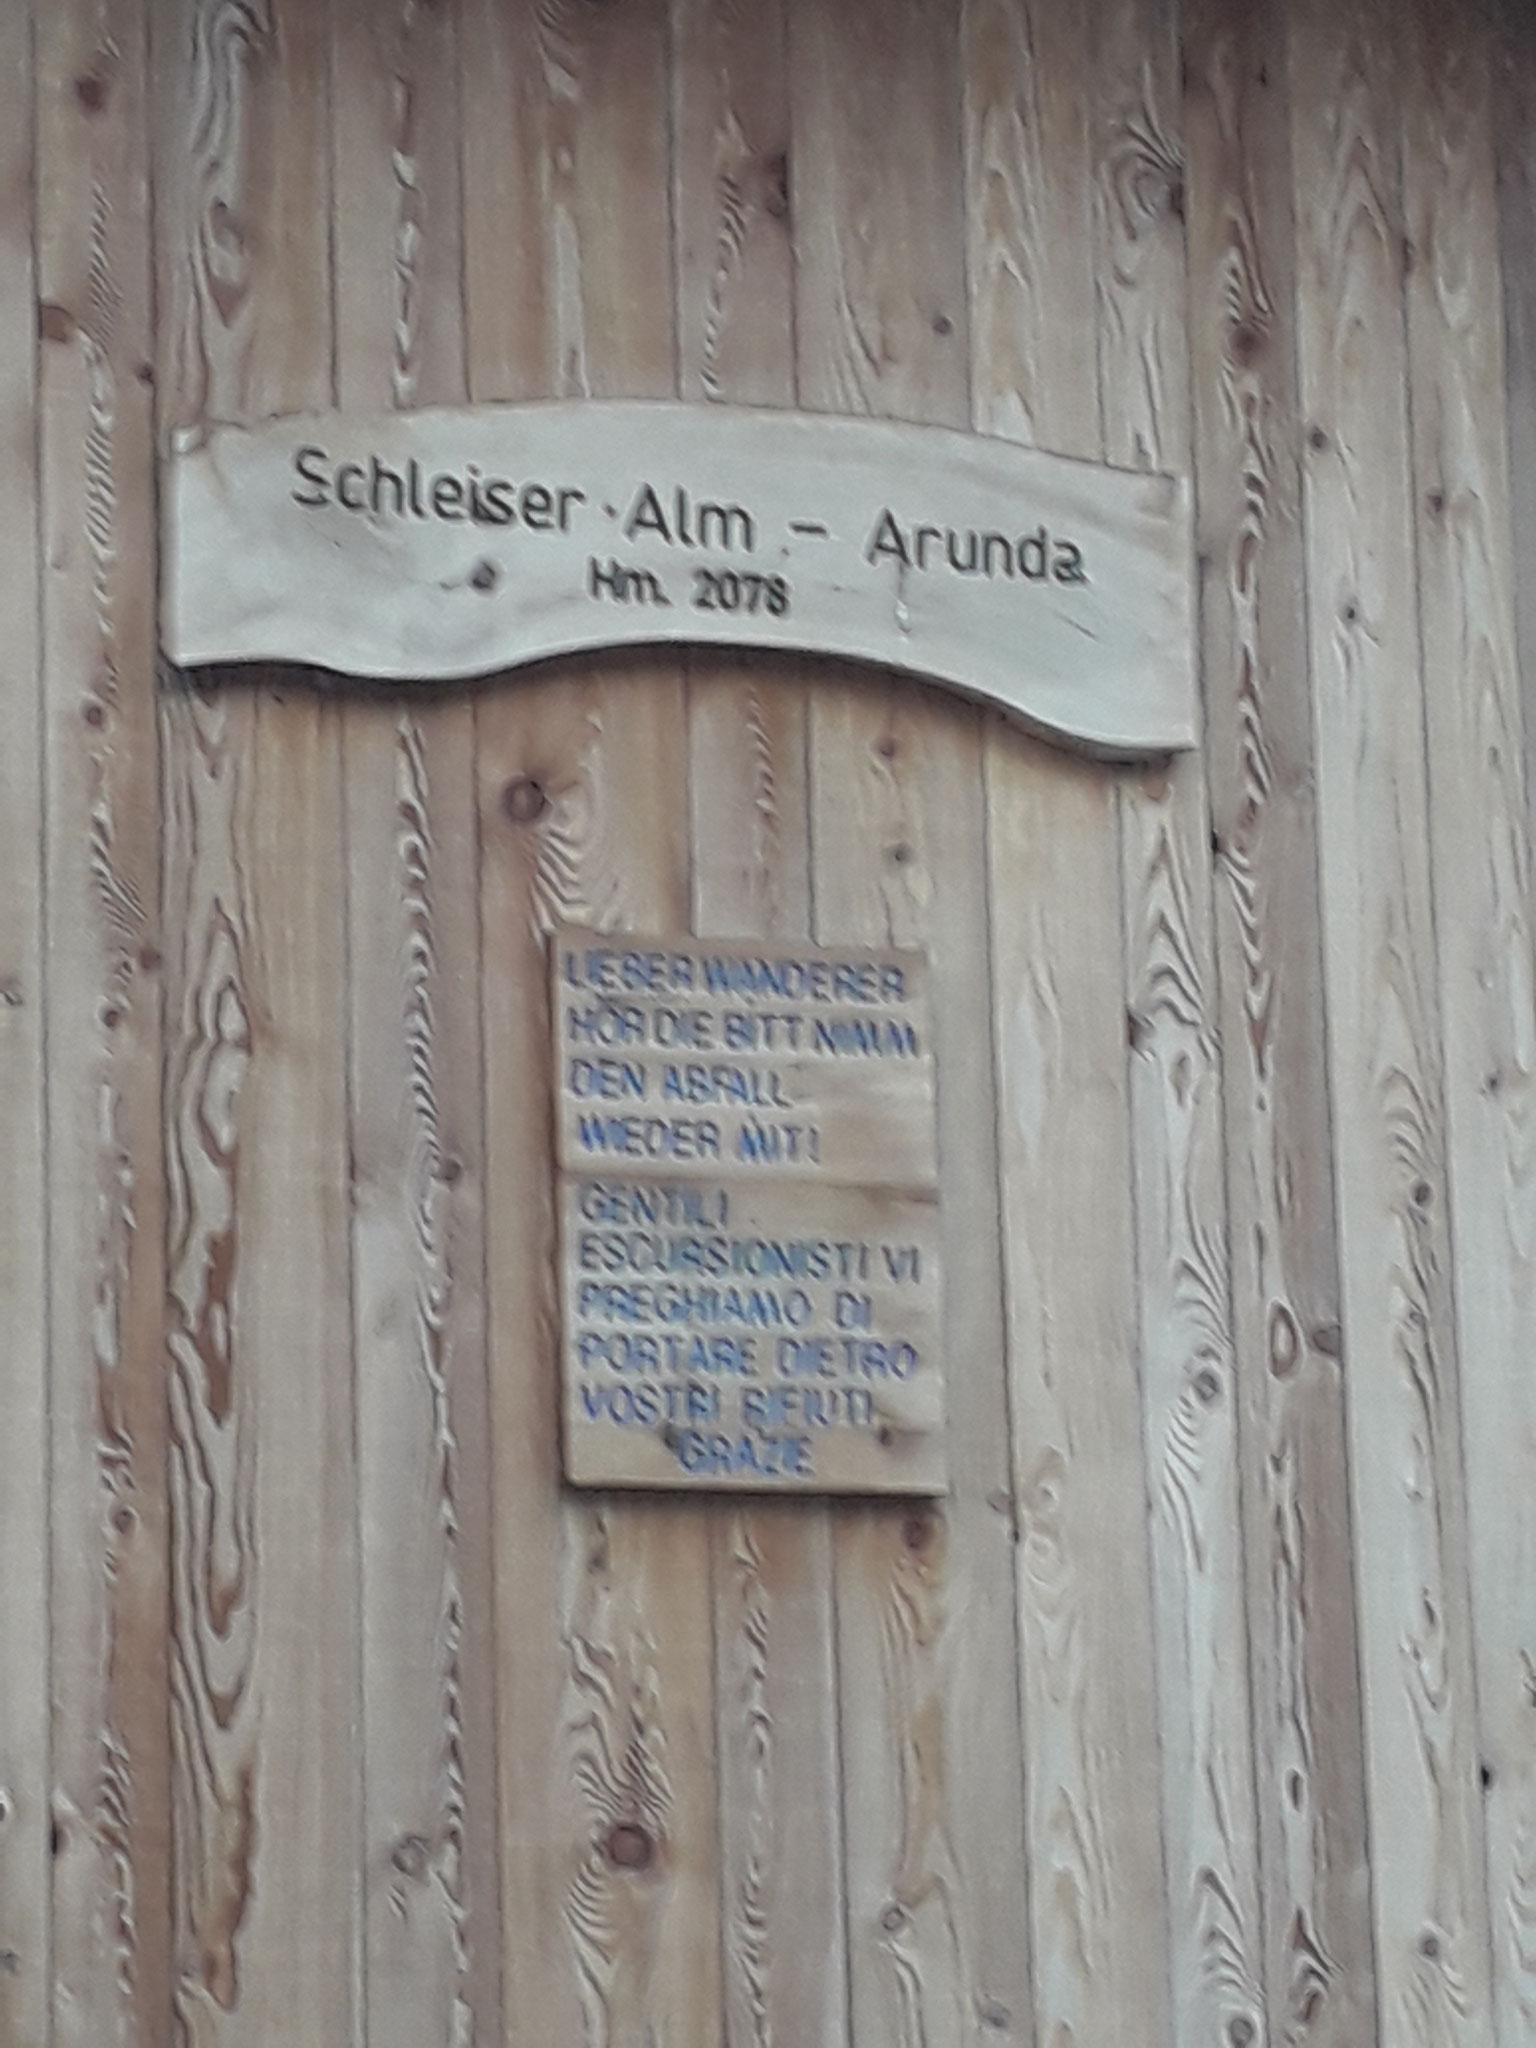 Schleiser · Alm - Arunda
Hm. 2078
LIEBER WANDERER
HÖR DIE BITT NIMM
DEN ABFALL
WIEDER MIT!
GENTILI
ESCURSIONISTI VI
PREGHIAMO DI
PORTARE DIETRO
VOSTRI RIFIUTI
GRAZIE